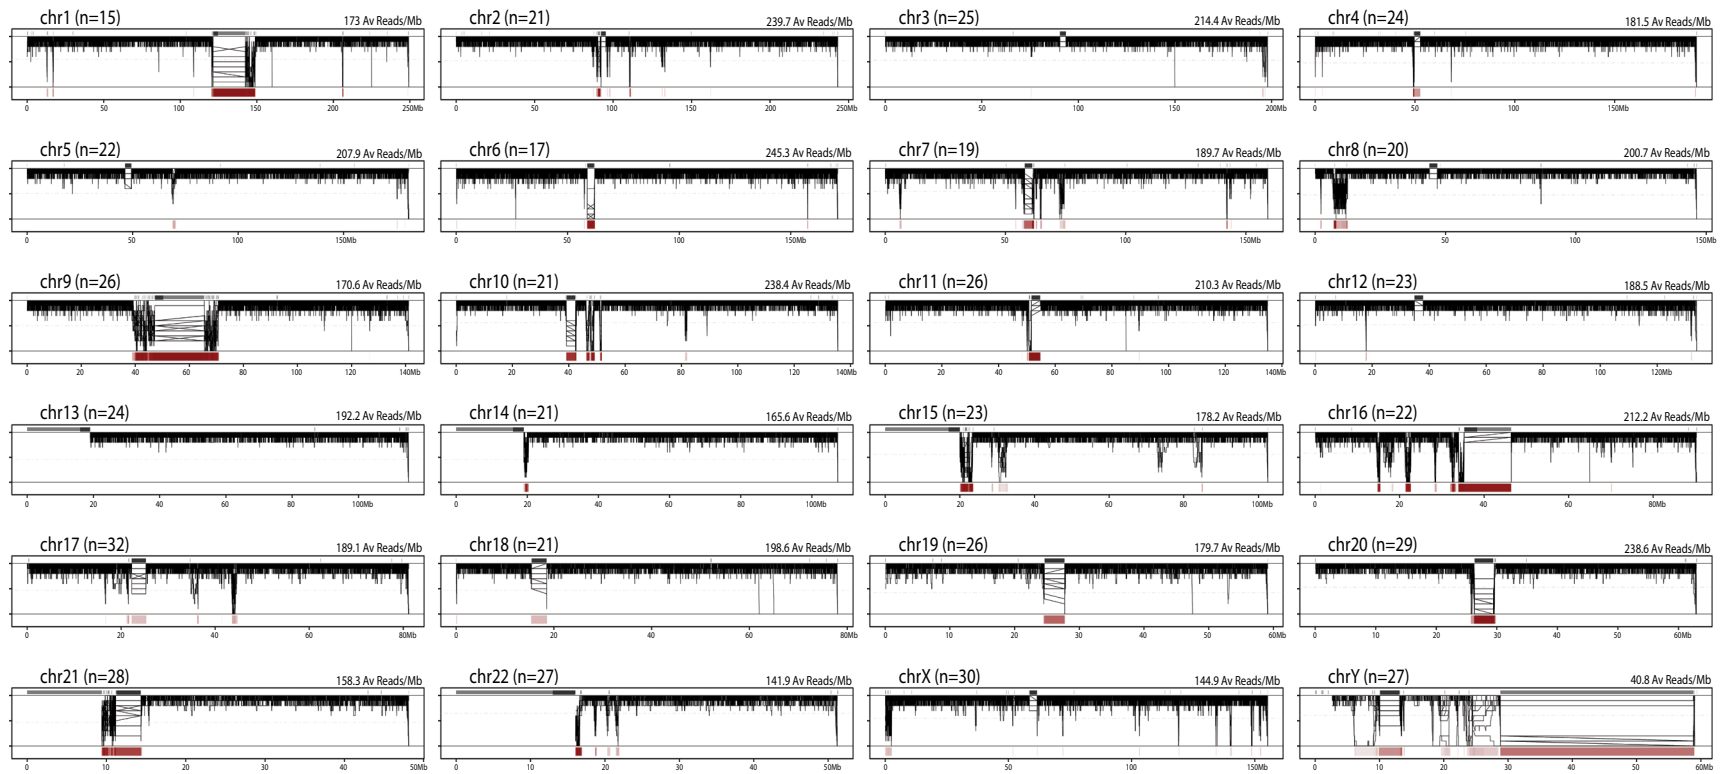 chr1 (n=15) 173 Av Reads/Mb
0 50 100 150 200 250Mb
chr2 (n=21) 239.7 Av Reads/Mb
0 50 100 150 200 250Mb
chr3 (n=25) 214.4 Av Reads/Mb
0 50 100 150 200Mb
chr4 (n=24) 181.5 Av Reads/Mb
0 50 100 150Mb
chr5 (n=22) 207.9 Av Reads/Mb
0 50 100 150Mb
chr6 (n=17) 245.3 Av Reads/Mb
0 50 100 150Mb
chr7 (n=19) 189.7 Av Reads/Mb
0 50 100 150Mb
chr8 (n=20) 200.7 Av Reads/Mb
0 50 100 150Mb
chr9 (n=26) 170.6 Av Reads/Mb
0 20 40 60 80 100 120 140Mb
chr10 (n=21) 238.4 Av Reads/Mb
0 20 40 60 80 100 120 140Mb
chr11 (n=26) 210.3 Av Reads/Mb
0 20 40 60 80 100 120 140Mb
chr12 (n=23) 188.5 Av Reads/Mb
0 20 40 60 80 100 120Mb
chr13 (n=24) 192.2 Av Reads/Mb
0 20 40 60 80 100Mb
chr14 (n=21) 165.6 Av Reads/Mb
0 20 40 60 80 100Mb
chr15 (n=23) 178.2 Av Reads/Mb
0 20 40 60 80 100Mb
chr16 (n=22) 212.2 Av Reads/Mb
0 20 40 60 80Mb
chr17 (n=32) 189.1 Av Reads/Mb
0 20 40 60 80Mb
chr18 (n=21) 198.6 Av Reads/Mb
0 20 40 60 80Mb
chr19 (n=26) 179.7 Av Reads/Mb
0 10 20 30 40 50 60Mb
chr20 (n=29) 238.6 Av Reads/Mb
0 10 20 30 40 50 60Mb
chr21 (n=28) 158.3 Av Reads/Mb
0 10 20 30 40 50Mb
chr22 (n=27) 141.9 Av Reads/Mb
0 10 20 30 40 50Mb
chrX (n=30) 144.9 Av Reads/Mb
0 50 100 150Mb
chrY (n=27) 40.8 Av Reads/Mb
0 10 20 30 40 50 60Mb